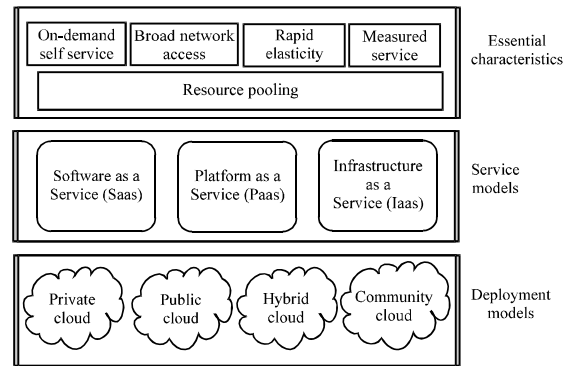 On-demand
self service
Broad network
access
Rapid
elasticity
Measured
service
Resource pooling
Essential
characteristics
Software as a
Service (Saas)
Platform as a
Service (Paas)
Infrastructure
as a
Service (Iaas)
Service
models
Private
cloud
Public
cloud
Hybrid
cloud
Community
cloud
Deployment
models